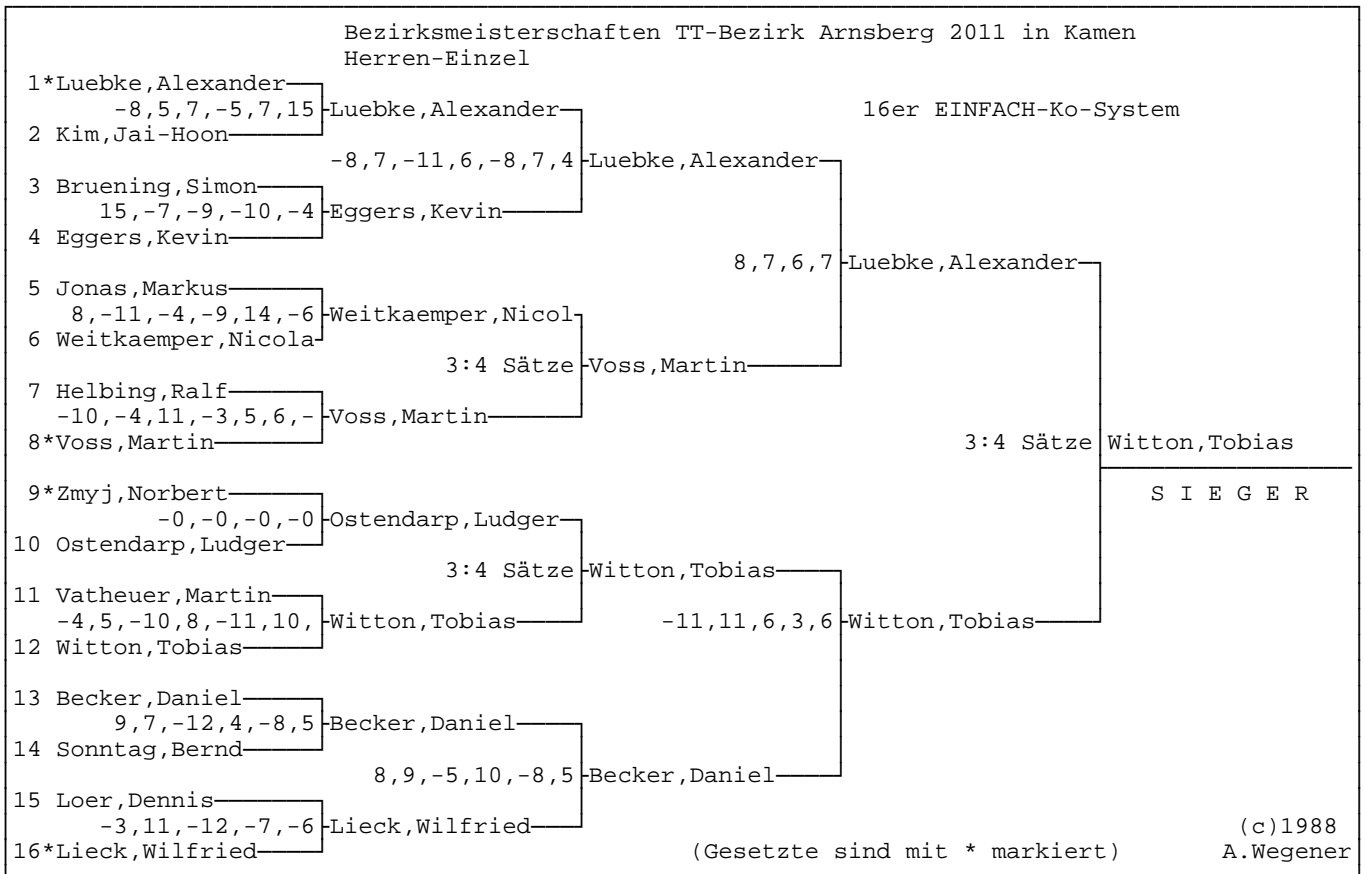 Bezirksmeisterschaften TT-Bezirk Arnsberg 2011 in Kamen
Herren-Einzel
1*Luebke,Alexander
-8,5,7,-5,7,15 Luebke,Alexander 16er EINFACH-Ko-System
2 Kim,Jai-Hoon
-8,7,-11,6,-8,7,4 Luebke,Alexander
3 Bruening,Simon
15,-7,-9,-10,-4 Eggers,Kevin
4 Eggers,Kevin
8,7,6,7 Luebke,Alexander
5 Jonas,Markus
8,-11,-4,-9,14,-6 Weitkaemper,Nicol
6 Weitkaemper,Nicola
3:4 Sätze Voss,Martin
7 Helbing,Ralf
-10,-4,11,-3,5,6,- Voss,Martin
8*Voss,Martin 3:4 Sätze Witton,Tobias
9*Zmyj,Norbert S I E G E R
-0,-0,-0,-0 Ostendarp,Ludger
10 Ostendarp,Ludger
3:4 Sätze Witton,Tobias
11 Vatheuer,Martin
-4,5,-10,8,-11,10, Witton,Tobias -11,11,6,3,6 Witton,Tobias
12 Witton,Tobias
13 Becker,Daniel
9,7,-12,4,-8,5 Becker,Daniel
14 Sonntag,Bernd
8,9,-5,10,-8,5 Becker,Daniel
15 Loer,Dennis
-3,11,-12,-7,-6 Lieck,Wilfried (c)1988
16*Lieck,Wilfried (Gesetzte sind mit * markiert) A.Wegener